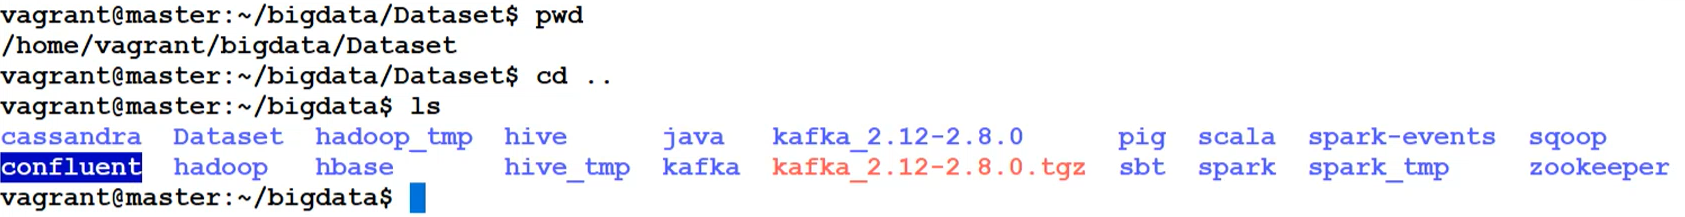 vagrant@master:~/bigdata/Dataset$ pwd
/home/vagrant/bigdata/Dataset
vagrant@master:~/bigdata/Dataset$ cd ..
vagrant@master:~/bigdata$ ls
cassandra  Dataset  hadoop_tmp  hive      java   kafka_2.12-2.8.0      pig  scala  spark-events  sqoop
confluent  hadoop   hbase       hive_tmp  kafka  kafka_2.12-2.8.0.tgz  sbt  spark  spark_tmp     zookeeper
vagrant@master:~/bigdata$